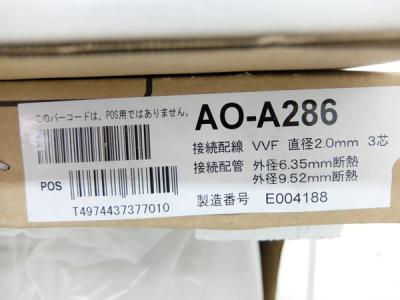 このバーコードは、POS用ではありません。
AO-A286
接続配線 VVF 直径2.0mm 3芯
接続配管 外径6.35mm断熱
外径9.52mm断熱
POS
製造番号 E004188
T4974437377010